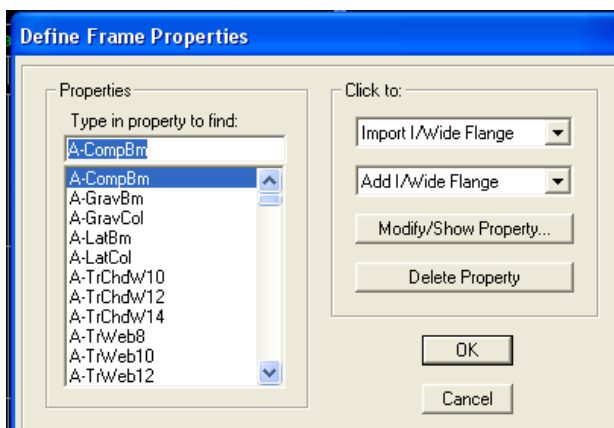 Define Frame Properties
Properties
Type in property to find:
A-CompBm
A-CompBm
A-GravBm
A-GravCol
A-LatBm
A-LatCol
A-TrChdW10
A-TrChdW12
A-TrChdW14
A-TrWeb8
A-TrWeb10
A-TrWeb12
Click to:
Import I/Wide Flange
Add I/Wide Flange
Modify/Show Property...
Delete Property
OK
Cancel